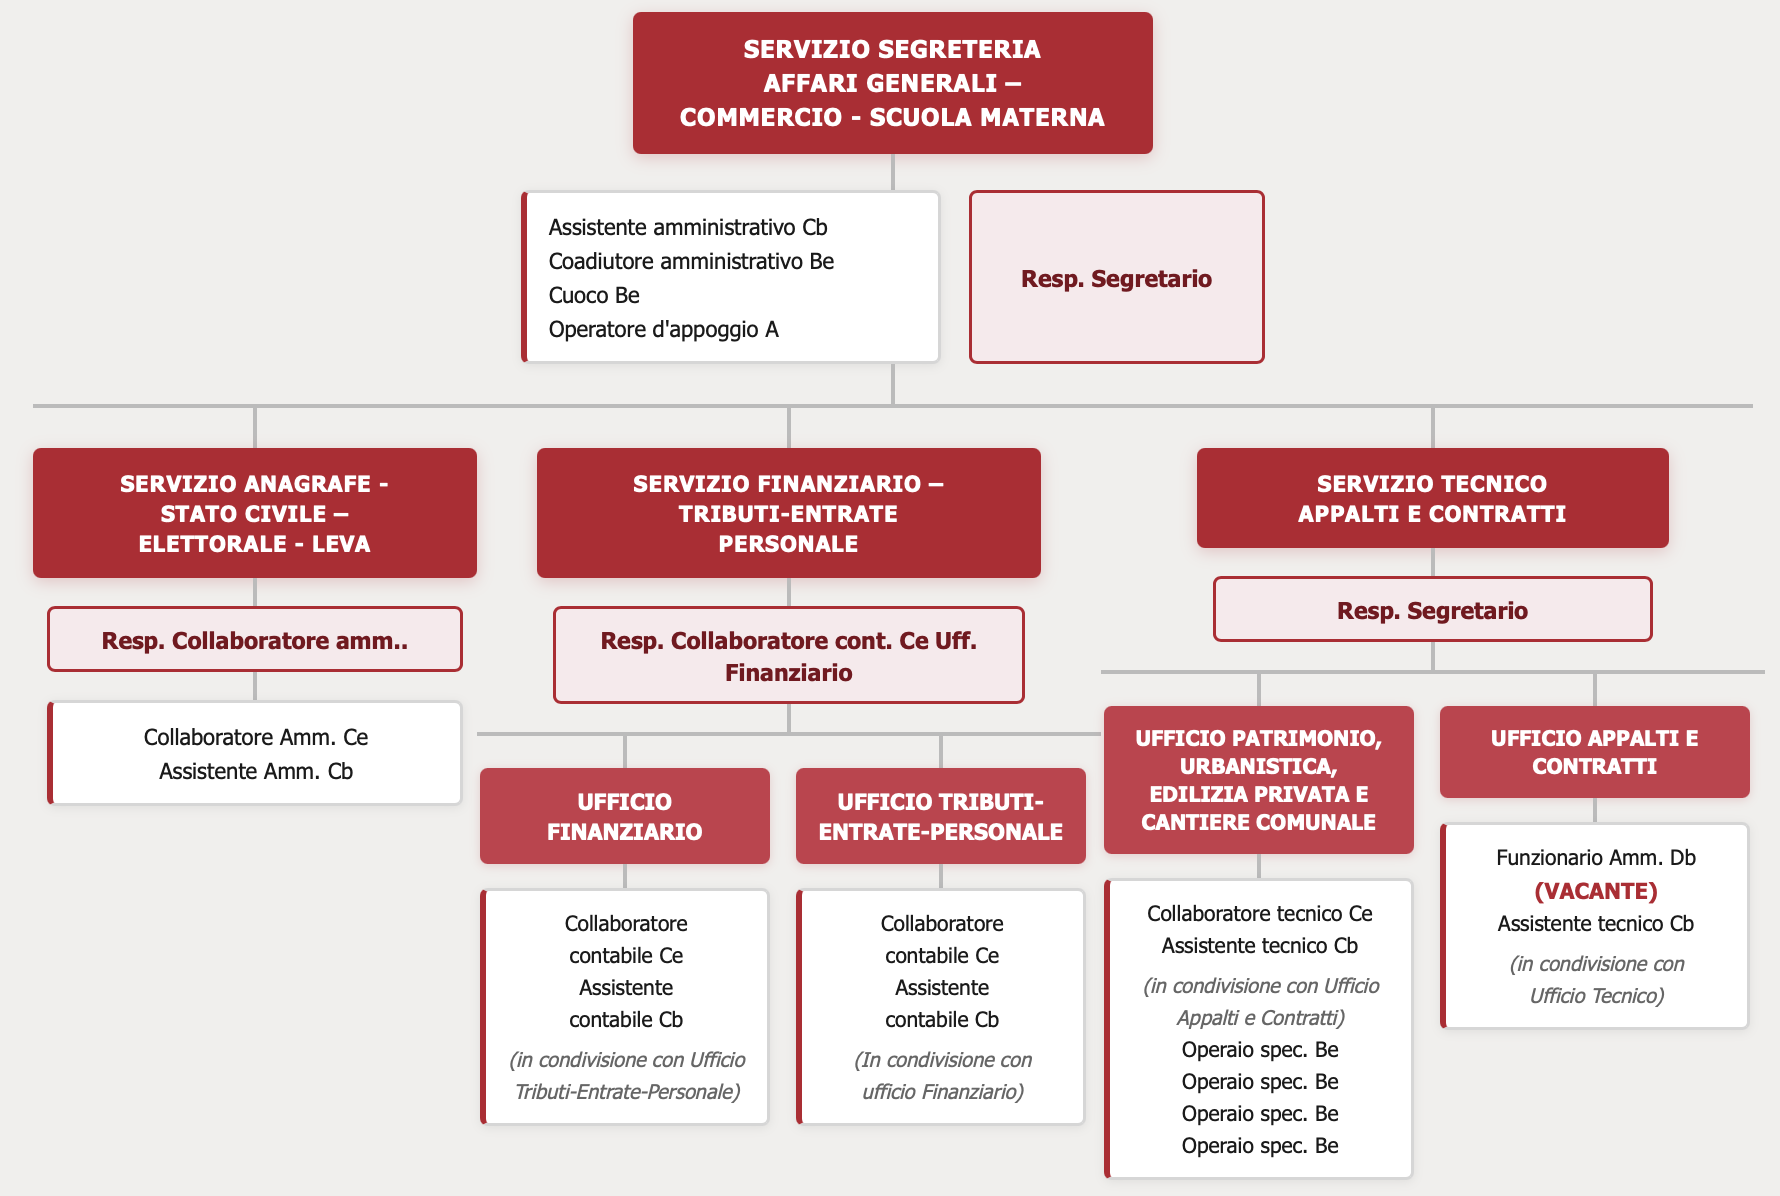 SERVIZIO SEGRETERIA
AFFARI GENERALI –
COMMERCIO - SCUOLA MATERNA
Assistente amministrativo Cb
Coadiutore amministrativo Be
Cuoco Be
Operatore d'appoggio A
Resp. Segretario
SERVIZIO ANAGRAFE -
STATO CIVILE –
ELETTORALE - LEVA
Resp. Collaboratore amm..
Collaboratore Amm. Ce
Assistente Amm. Cb
SERVIZIO FINANZIARIO –
TRIBUTI-ENTRATE
PERSONALE
Resp. Collaboratore cont. Ce Uff.
Finanziario
UFFICIO
FINANZIARIO
Collaboratore
contabile Ce
Assistente
contabile Cb
(in condivisione con Ufficio
Tributi-Entrate-Personale)
UFFICIO TRIBUTI-
ENTRATE-PERSONALE
Collaboratore
contabile Ce
Assistente
contabile Cb
(In condivisione con
ufficio Finanziario)
SERVIZIO TECNICO
APPALTI E CONTRATTI
Resp. Segretario
UFFICIO PATRIMONIO,
URBANISTICA,
EDILIZIA PRIVATA E
CANTIERE COMUNALE
Collaboratore tecnico Ce
Assistente tecnico Cb
(in condivisione con Ufficio
Appalti e Contratti)
Operaio spec. Be
Operaio spec. Be
Operaio spec. Be
Operaio spec. Be
UFFICIO APPALTI E
CONTRATTI
Funzionario Amm. Db
(VACANTE)
Assistente tecnico Cb
(in condivisione con
Ufficio Tecnico)